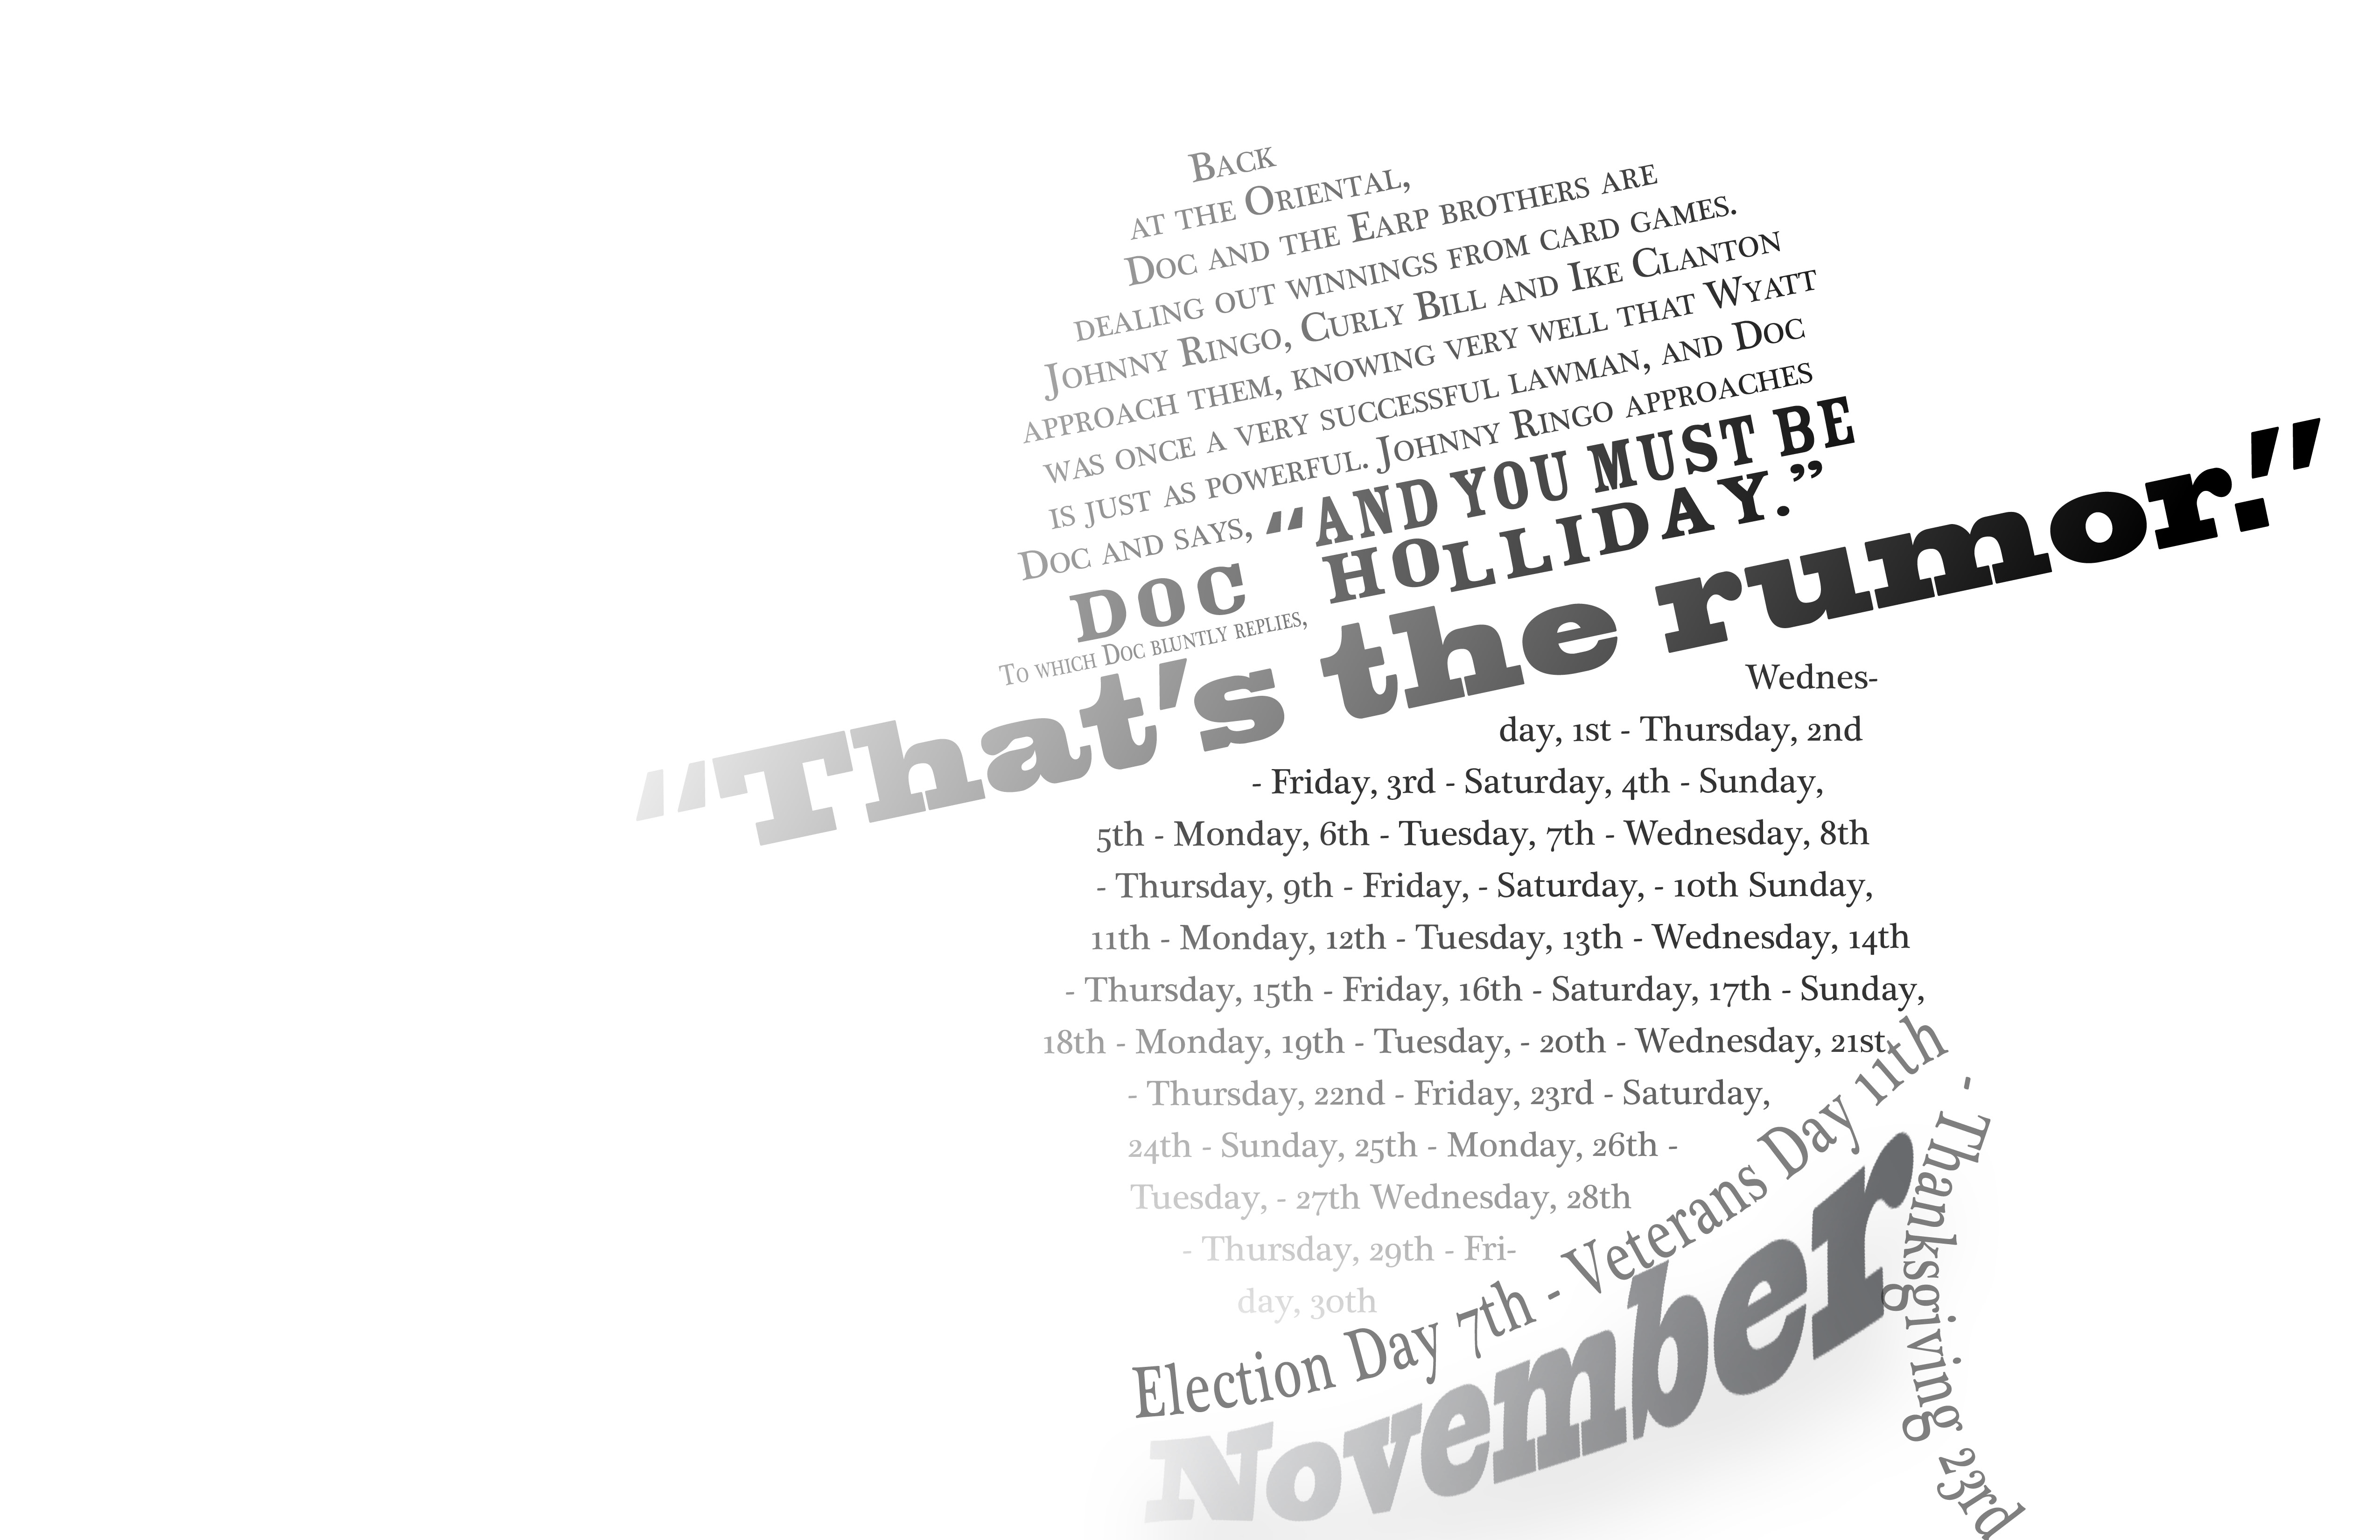 Back
at the Oriental,
Doc and the Earp brothers are
dealing out winnings from card games.
Johnny Ringo, Curly Bill and Ike Clanton
approach them, knowing very well that Wyatt
was once a very successful lawman, and Doc
is just as powerful. Johnny Ringo approaches
Doc and says, “AND YOU MUST BE
DOC HOLLIDAY.”
To which Doc bluntly replies,
“That’s the rumor.”
Wednes-
day, 1st - Thursday, 2nd
- Friday, 3rd - Saturday, 4th - Sunday,
5th - Monday, 6th - Tuesday, 7th - Wednesday, 8th
- Thursday, 9th - Friday, - Saturday, - 10th Sunday,
11th - Monday, 12th - Tuesday, 13th - Wednesday, 14th
- Thursday, 15th - Friday, 16th - Saturday, 17th - Sunday,
18th - Monday, 19th - Tuesday, - 20th - Wednesday, 21st
- Thursday, 22nd - Friday, 23rd - Saturday,
24th - Sunday, 25th - Monday, 26th -
Tuesday, - 27th Wednesday, 28th
- Thursday, 29th - Fri-
day, 30th
Election Day 7th - Veterans Day 11th - Thanksgiving 23rd
November